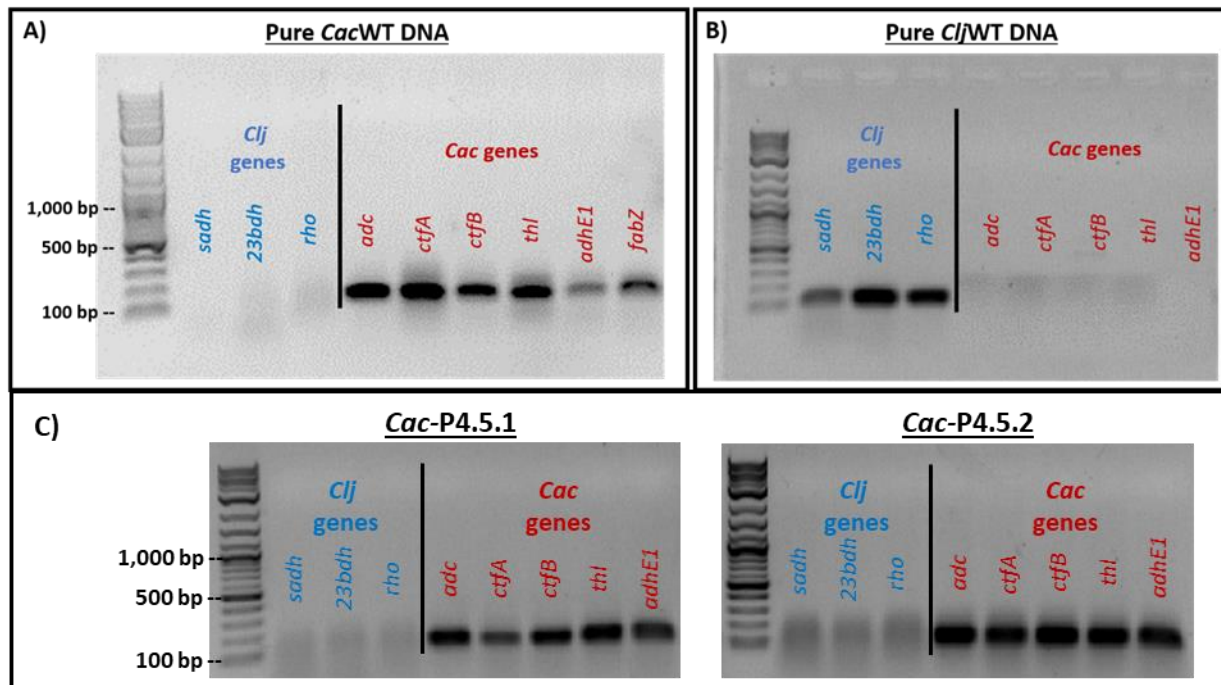 A)
Pure CacWT DNA
Clj
genes
Cac genes
1,000 bp --
500 bp --
100 bp --
sadh
23bdh
rho
adc
ctfA
ctfB
thl
adhE1
fabZ
B)
Pure CljWT DNA
Clj
genes
Cac genes
sadh
23bdh
rho
adc
ctfA
ctfB
thl
adhE1
C)
Cac-P4.5.1
Clj
genes
Cac
genes
1,000 bp --
500 bp --
100 bp --
sadh
23bdh
rho
adc
ctfA
ctfB
thl
adhE1
Cac-P4.5.2
Clj
genes
Cac
genes
sadh
23bdh
rho
adc
ctfA
ctfB
thl
adhE1